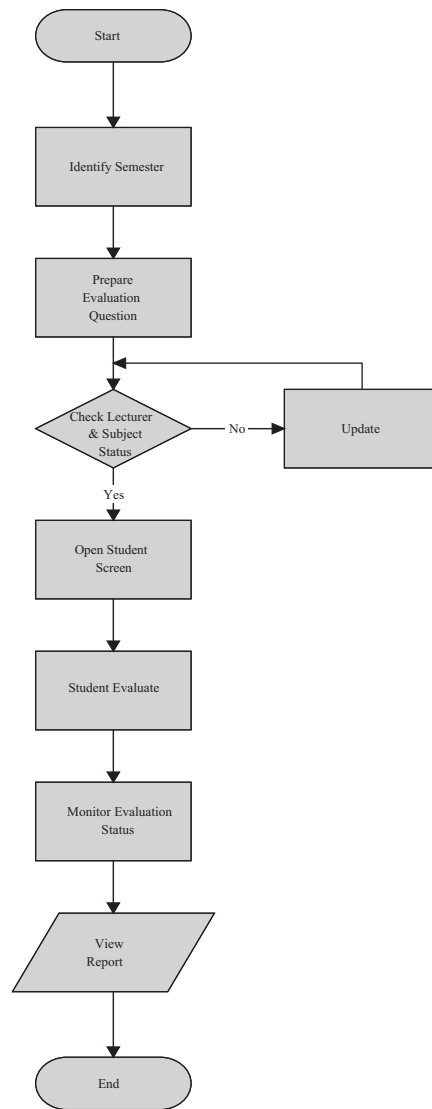 Start
Identify Semester
Prepare
Evaluation
Question
Check Lecturer
& Subject
Status
No
Update
Yes
Open Student
Screen
Student Evaluate
Monitor Evaluation
Status
View
Report
End